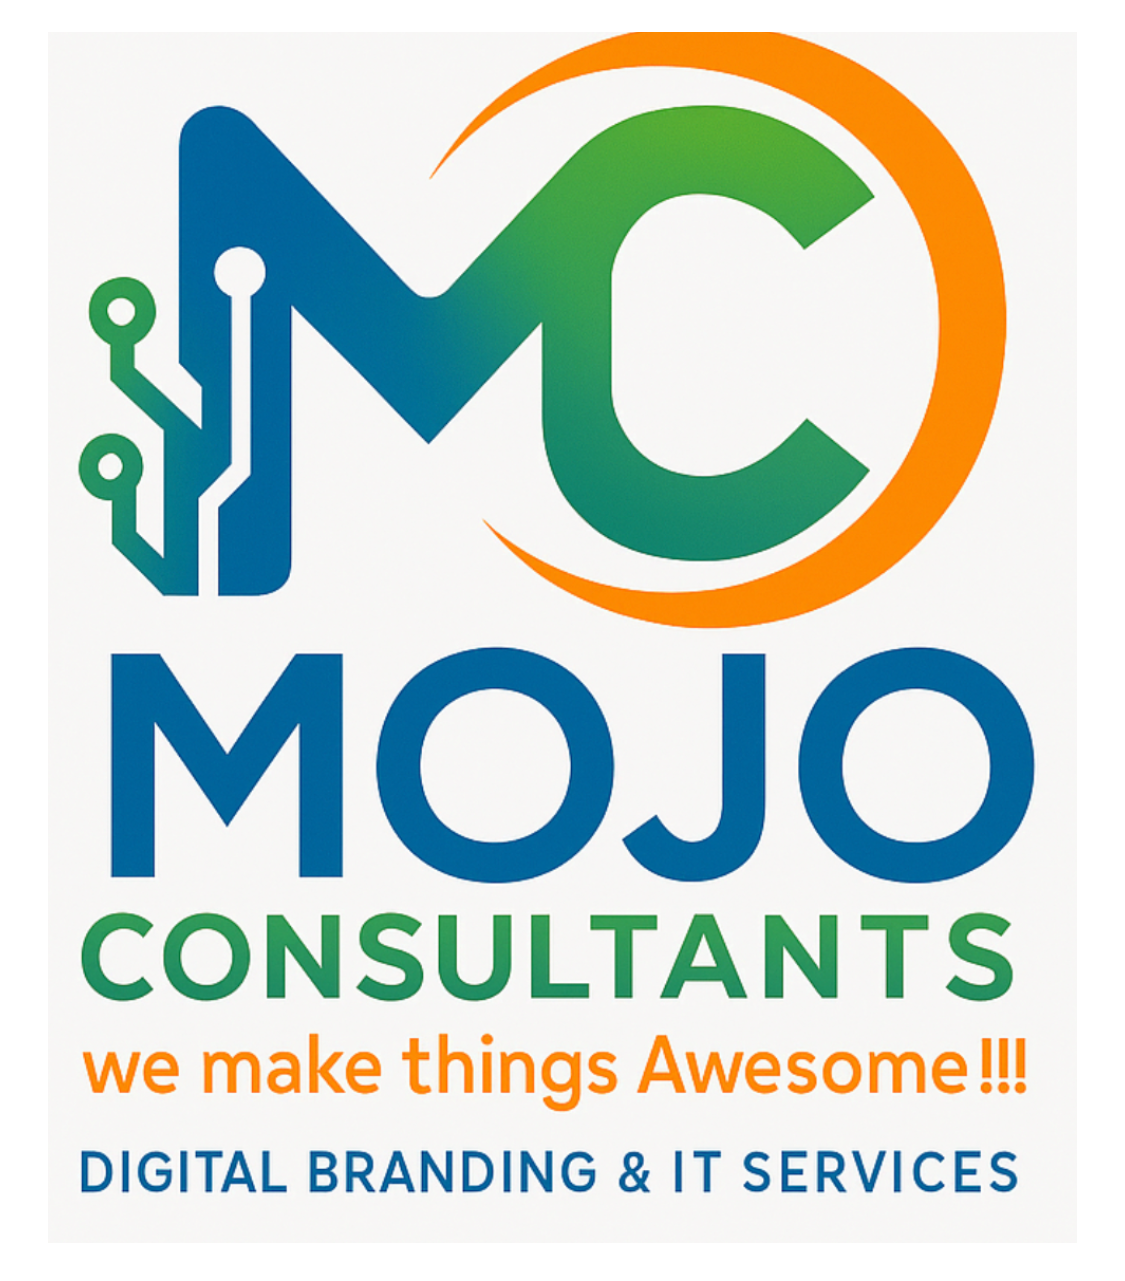 MC
MOJO
CONSULTANTS
we make things Awesome!!!
DIGITAL BRANDING & IT SERVICES